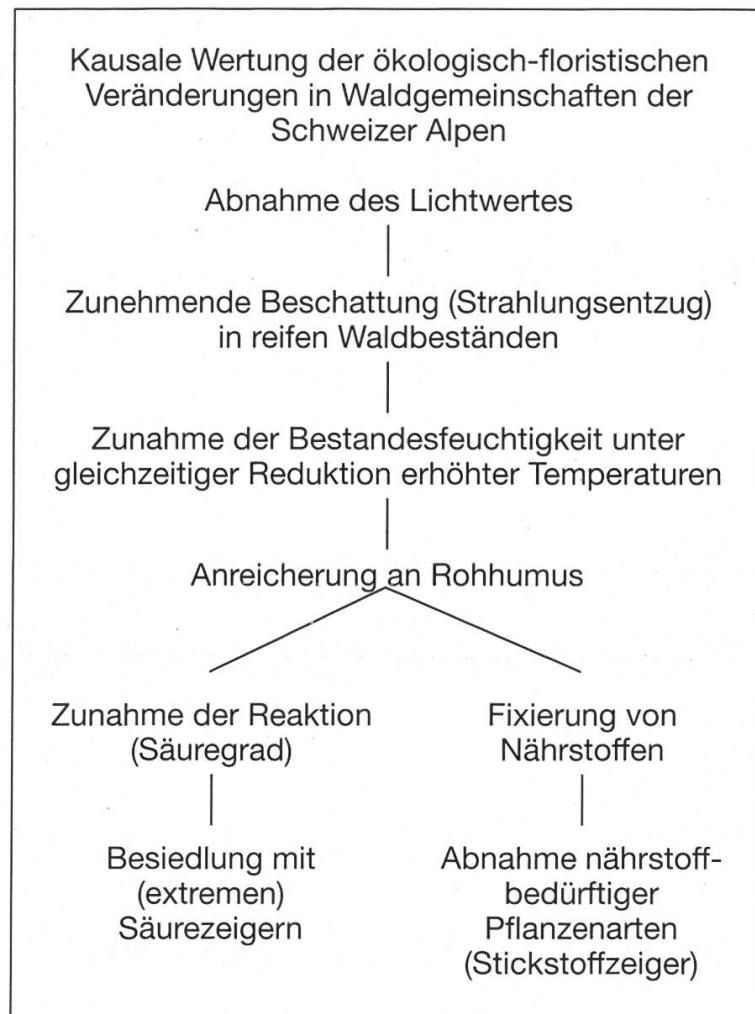 Kausale Wertung der ökologisch-floristischen
Veränderungen in Waldgemeinschaften der
Schweizer Alpen
Abnahme des Lichtwertes
Zunehmende Beschattung (Strahlungsentzug)
in reifen Waldbeständen
Zunahme der Bestandesfeuchtigkeit unter
gleichzeitiger Reduktion erhöhter Temperaturen
Anreicherung an Rohhumus
Zunahme der Reaktion
(Säuregrad)
Besiedlung mit
(extremen)
Säurezeigern
Fixierung von
Nährstoffen
Abnahme nährstoff-
bedürftiger
Pflanzenarten
(Stickstoffzeiger)